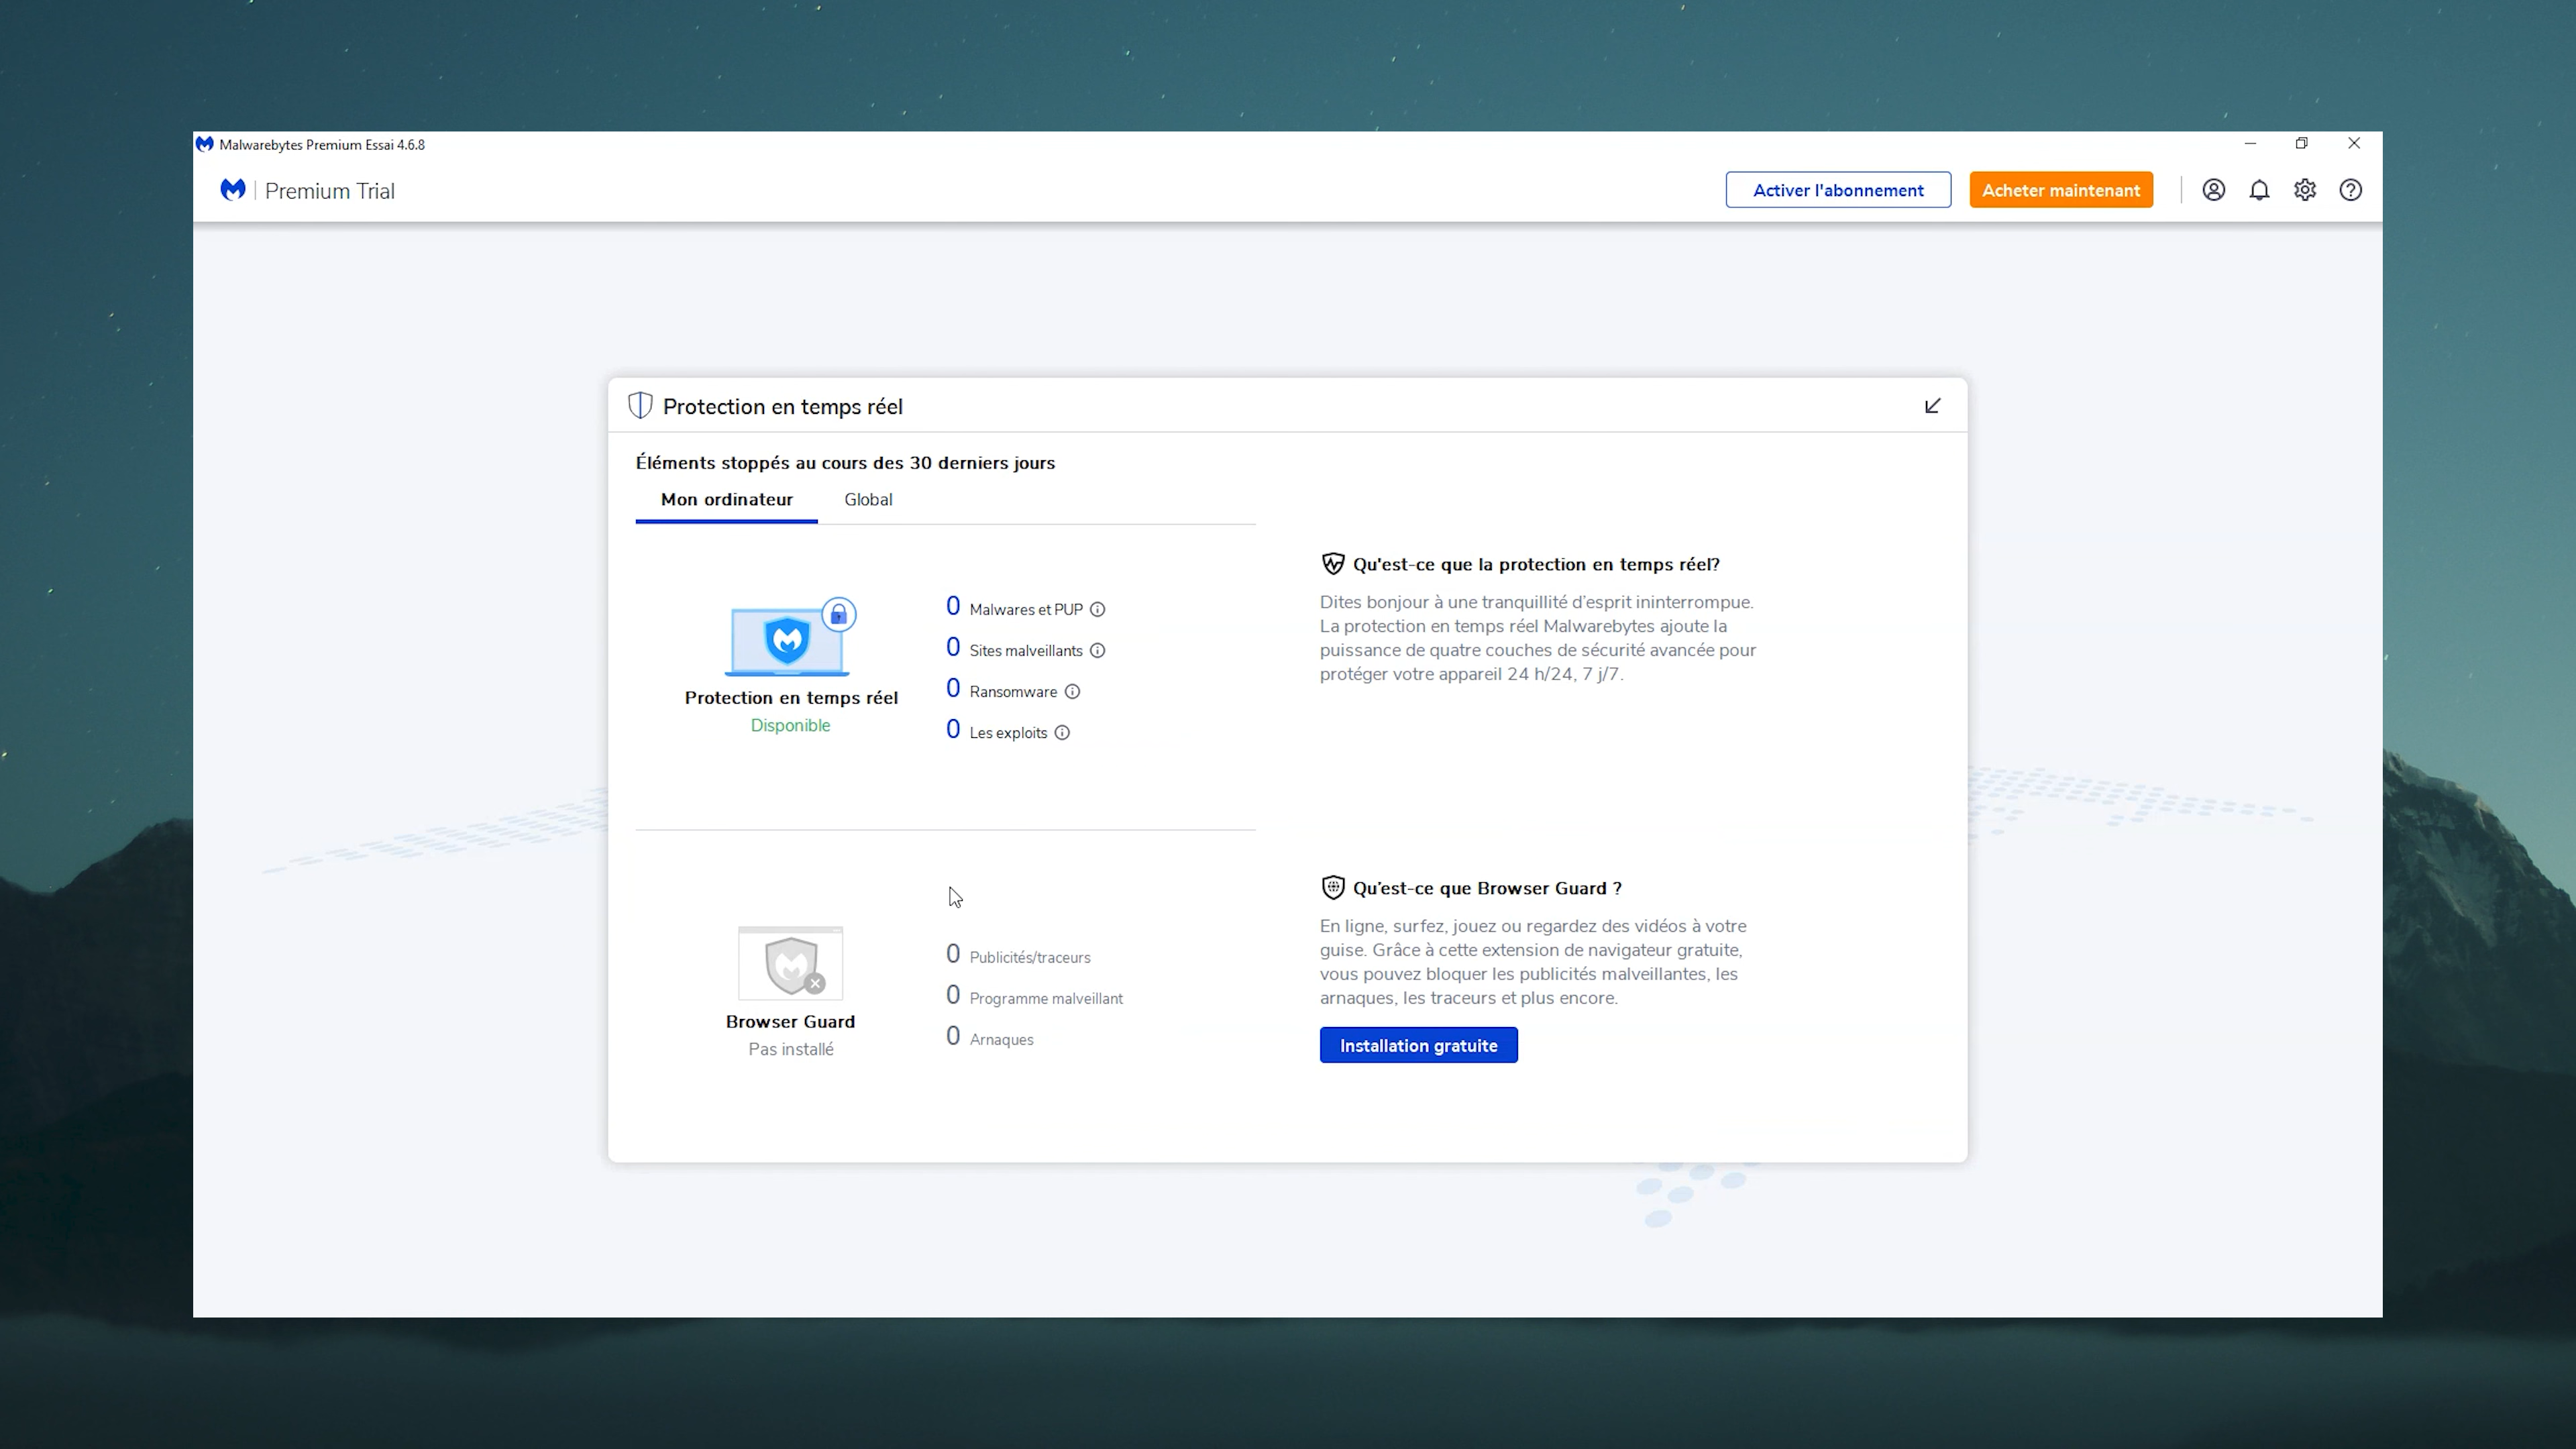 Malwarebytes Premium Essai 4.6.8
Premium Trial
Activer l'abonnement
Acheter maintenant
Protection en temps réel
Éléments stoppés au cours des 30 derniers jours
Mon ordinateur
Global
Protection en temps réel
Disponible
0 Malwares et PUP
0 Sites malveillants
0 Ransomware
0 Les exploits
Qu'est-ce que la protection en temps réel?
Dites bonjour à une tranquillité d’esprit ininterrompue.
La protection en temps réel Malwarebytes ajoute la
puissance de quatre couches de sécurité avancée pour
protéger votre appareil 24 h/24, 7 j/7.
Browser Guard
Pas installé
0 Publicités/traceurs
0 Programme malveillant
0 Arnaques
Qu’est-ce que Browser Guard ?
En ligne, surfez, jouez ou regardez des vidéos à votre
guise. Grâce à cette extension de navigateur gratuite,
vous pouvez bloquer les publicités malveillantes, les
arnaques, les traceurs et plus encore.
Installation gratuite